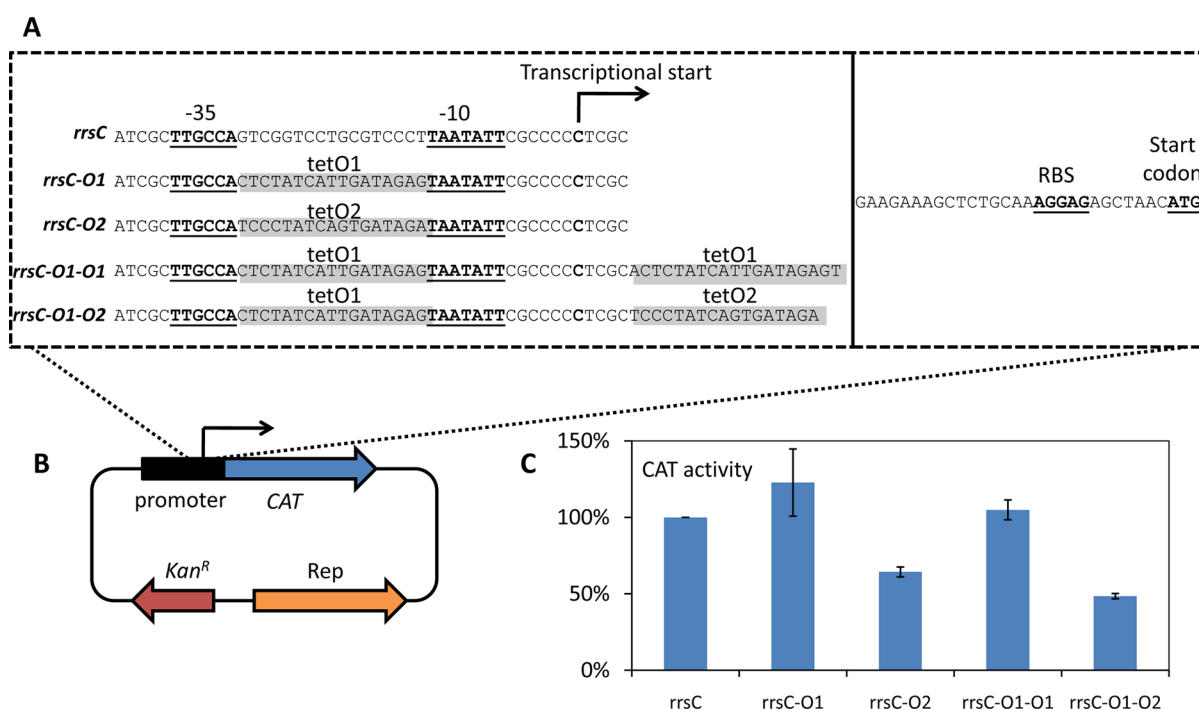 A
Transcriptional start
-35 -10
rrsC ATCGCTTGCCAGTCGGTCCTGCGTCCCTTAATATTCGCCCCCTCGC
tetO1
rrsC-O1 ATCGCTTGCCACTCTATCATTGATAGAGTAATATTCGCCCCCTCGC
tetO2
rrsC-O2 ATCGCTTGCCATCCCTATCAGTGATAGATAATATTCGCCCCCTCGC
tetO1 tetO1
rrsC-O1-O1 ATCGCTTGCCACTCTATCATTGATAGAGTAATATTCGCCCCCTCGCACTCTATCATTGATAGAGT
tetO1 tetO2
rrsC-O1-O2 ATCGCTTGCCACTCTATCATTGATAGAGTAATATTCGCCCCCTCGCTCCCTATCAGTGATAGA
RBS
Start
codon
GAAGAAAGCTCTGCAAAGGAGAGCTAACATG
B
promoter CAT
KanR Rep
C
CAT activity
150%
100%
50%
0%
rrsC rrsC-O1 rrsC-O2 rrsC-O1-O1 rrsC-O1-O2